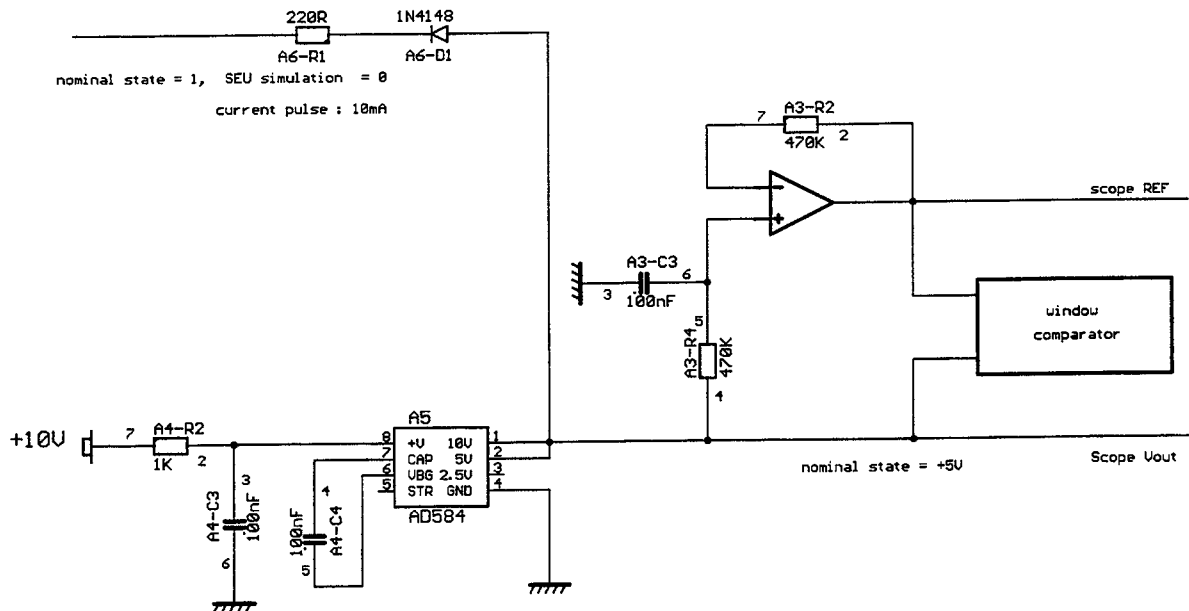 220R
1N4148
A6-R1
A6-D1
nominal state = 1, SEU simulation = 0
current pulse : 10mA
A3-R2
7
2
470K
scope REF
-
+
A3-C3
6
3
.100nF
5
A3-R4
470K
4
window
comparator
+10V
7
A4-R2
1K
2
A5
8 +V 10V 1
7 CAP 5V 2
6 VBG 2.5V 3
5 STR GND 4
AD584
3
A4-C3
.100nF
6
4
.100nF
A4-C4
5
nominal state = +5V
Scope Vout